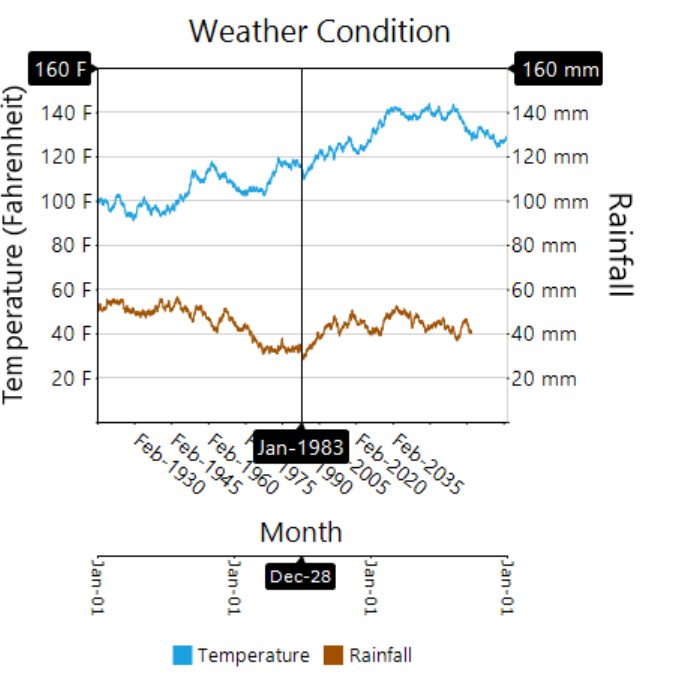 Weather Condition
160 F
160 mm
140 F
140 mm
120 F
120 mm
100 F
100 mm
80 F
80 mm
60 F
60 mm
40 F
40 mm
20 F
20 mm
Temperature (Fahrenheit)
Rainfall
Feb-1930
Feb-1945
Feb-1960
1975
1990
2005
Feb-2020
Feb-2035
Jan-1983
Month
Jan-01
Jan-01
Dec-28
Jan-01
Jan-01
Temperature
Rainfall